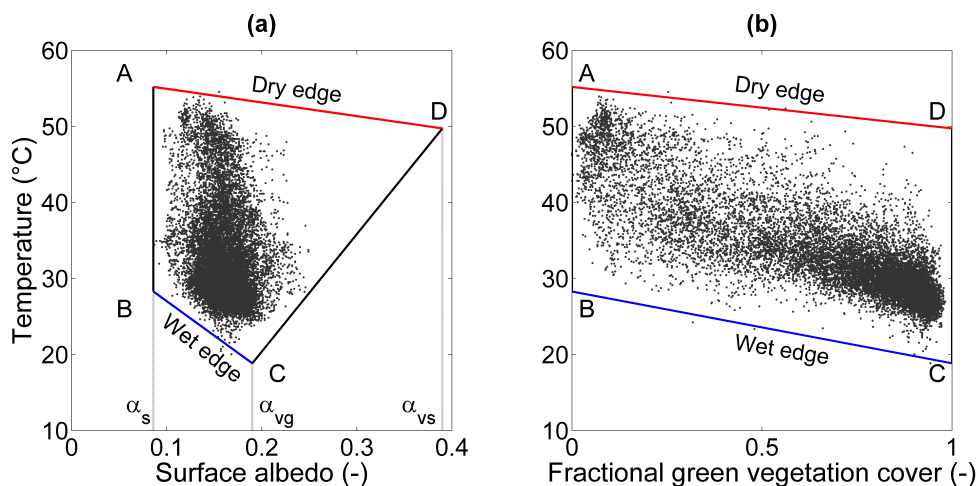 (a)
60
50
40
30
20
10
0
0.1
0.2
0.3
0.4
Temperature (°C)
Surface albedo (-)
A
Dry edge
D
B
Wet edge
C
αs
αvg
αvs
(b)
60
50
40
30
20
10
0
0.5
1
Fractional green vegetation cover (-)
A
Dry edge
D
B
Wet edge
C